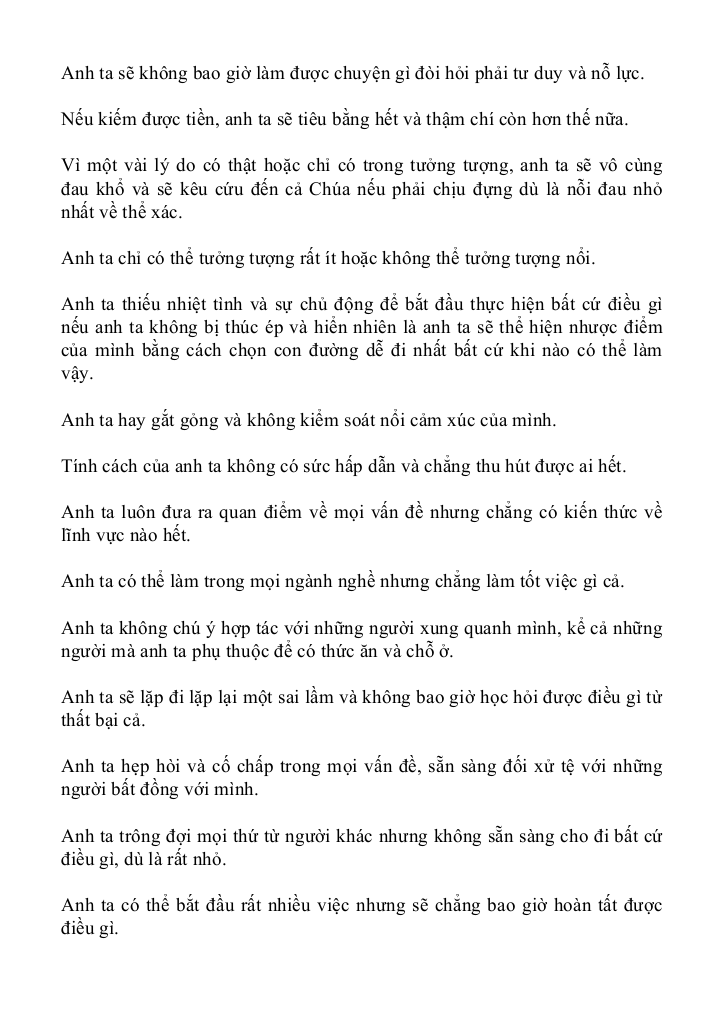 Anh ta sẽ không bao giờ làm được chuyện gì đòi hỏi phải tư duy và nỗ lực.
Nếu kiếm được tiền, anh ta sẽ tiêu bằng hết và thậm chí còn hơn thế nữa.
Vì một vài lý do có thật hoặc chỉ có trong tưởng tượng, anh ta sẽ vô cùng
đau khổ và sẽ kêu cứu đến cả Chúa nếu phải chịu đựng dù là nỗi đau nhỏ
nhất về thể xác.
Anh ta chỉ có thể tưởng tượng rất ít hoặc không thể tưởng tượng nổi.
Anh ta thiếu nhiệt tình và sự chủ động để bắt đầu thực hiện bất cứ điều gì
nếu anh ta không bị thúc ép và hiển nhiên là anh ta sẽ thể hiện nhược điểm
của mình bằng cách chọn con đường dễ đi nhất bất cứ khi nào có thể làm
vậy.
Anh ta hay gắt gỏng và không kiểm soát nổi cảm xúc của mình.
Tính cách của anh ta không có sức hấp dẫn và chẳng thu hút được ai hết.
Anh ta luôn đưa ra quan điểm về mọi vấn đề nhưng chẳng có kiến thức về
lĩnh vực nào hết.
Anh ta có thể làm trong mọi ngành nghề nhưng chẳng làm tốt việc gì cả.
Anh ta không chú ý hợp tác với những người xung quanh mình, kể cả những
người mà anh ta phụ thuộc để có thức ăn và chỗ ở.
Anh ta sẽ lặp đi lặp lại một sai lầm và không bao giờ học hỏi được điều gì từ
thất bại cả.
Anh ta hẹp hòi và cố chấp trong mọi vấn đề, sẵn sàng đối xử tệ với những
người bất đồng với mình.
Anh ta trông đợi mọi thứ từ người khác nhưng không sẵn sàng cho đi bất cứ
điều gì, dù là rất nhỏ.
Anh ta có thể bắt đầu rất nhiều việc nhưng sẽ chẳng bao giờ hoàn tất được
điều gì.